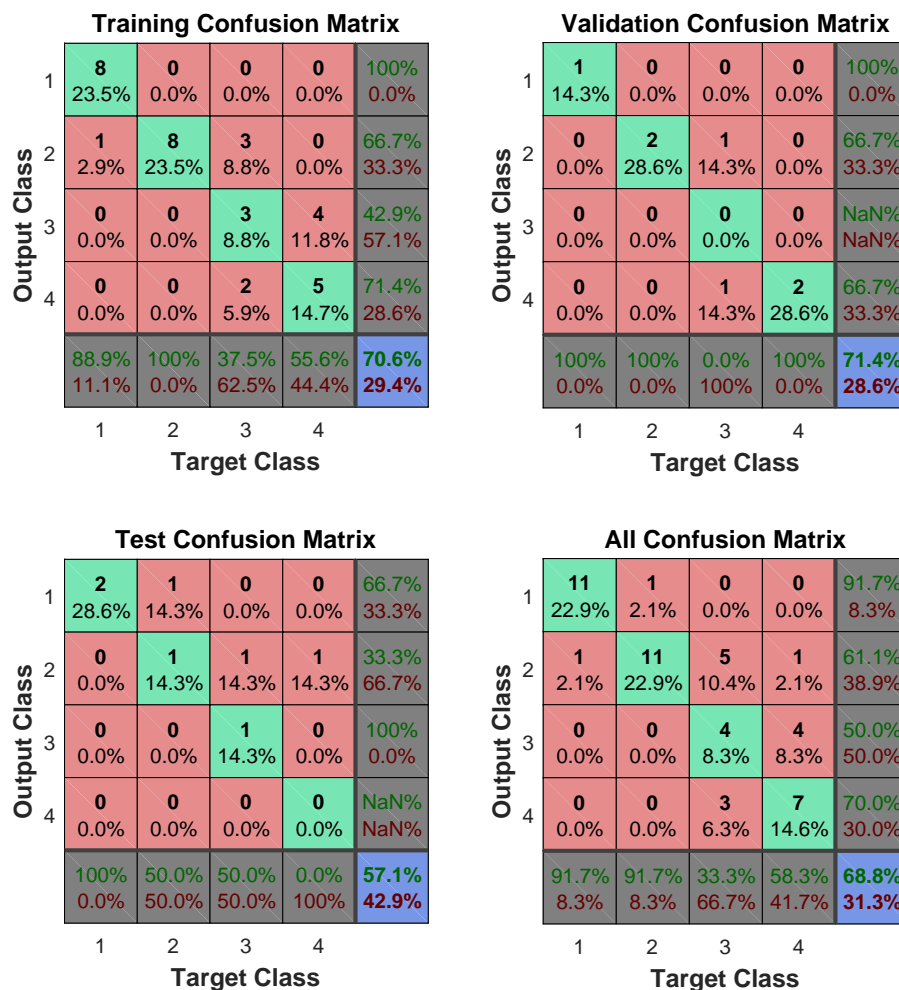 Training Confusion Matrix
8 0 0 0 100%
1 23.5% 0.0% 0.0% 0.0% 0.0%
1 8 3 0 66.7%
2 2.9% 23.5% 8.8% 0.0% 33.3%
0 0 3 4 42.9%
3 0.0% 0.0% 8.8% 11.8% 57.1%
0 0 2 5 71.4%
4 0.0% 0.0% 5.9% 14.7% 28.6%
88.9% 100% 37.5% 55.6% 70.6%
11.1% 0.0% 62.5% 44.4% 29.4%
1 2 3 4
Target Class
Output Class
Validation Confusion Matrix
1 0 0 0 100%
1 14.3% 0.0% 0.0% 0.0% 0.0%
0 2 1 0 66.7%
2 0.0% 28.6% 14.3% 0.0% 33.3%
0 0 0 0 NaN%
3 0.0% 0.0% 0.0% 0.0% NaN%
0 0 1 2 66.7%
4 0.0% 0.0% 14.3% 28.6% 33.3%
100% 100% 0.0% 100% 71.4%
0.0% 0.0% 100% 0.0% 28.6%
1 2 3 4
Target Class
Output Class
Test Confusion Matrix
2 1 0 0 66.7%
1 28.6% 14.3% 0.0% 0.0% 33.3%
0 1 1 1 33.3%
2 0.0% 14.3% 14.3% 14.3% 66.7%
0 0 1 0 100%
3 0.0% 0.0% 14.3% 0.0% 0.0%
0 0 0 0 NaN%
4 0.0% 0.0% 0.0% 0.0% NaN%
100% 50.0% 50.0% 0.0% 57.1%
0.0% 50.0% 50.0% 100% 42.9%
1 2 3 4
Target Class
Output Class
All Confusion Matrix
11 1 0 0 91.7%
1 22.9% 2.1% 0.0% 0.0% 8.3%
1 11 5 1 61.1%
2 2.1% 22.9% 10.4% 2.1% 38.9%
0 0 4 4 50.0%
3 0.0% 0.0% 8.3% 8.3% 50.0%
0 0 3 7 70.0%
4 0.0% 0.0% 6.3% 14.6% 30.0%
91.7% 91.7% 33.3% 58.3% 68.8%
8.3% 8.3% 66.7% 41.7% 31.3%
1 2 3 4
Target Class
Output Class